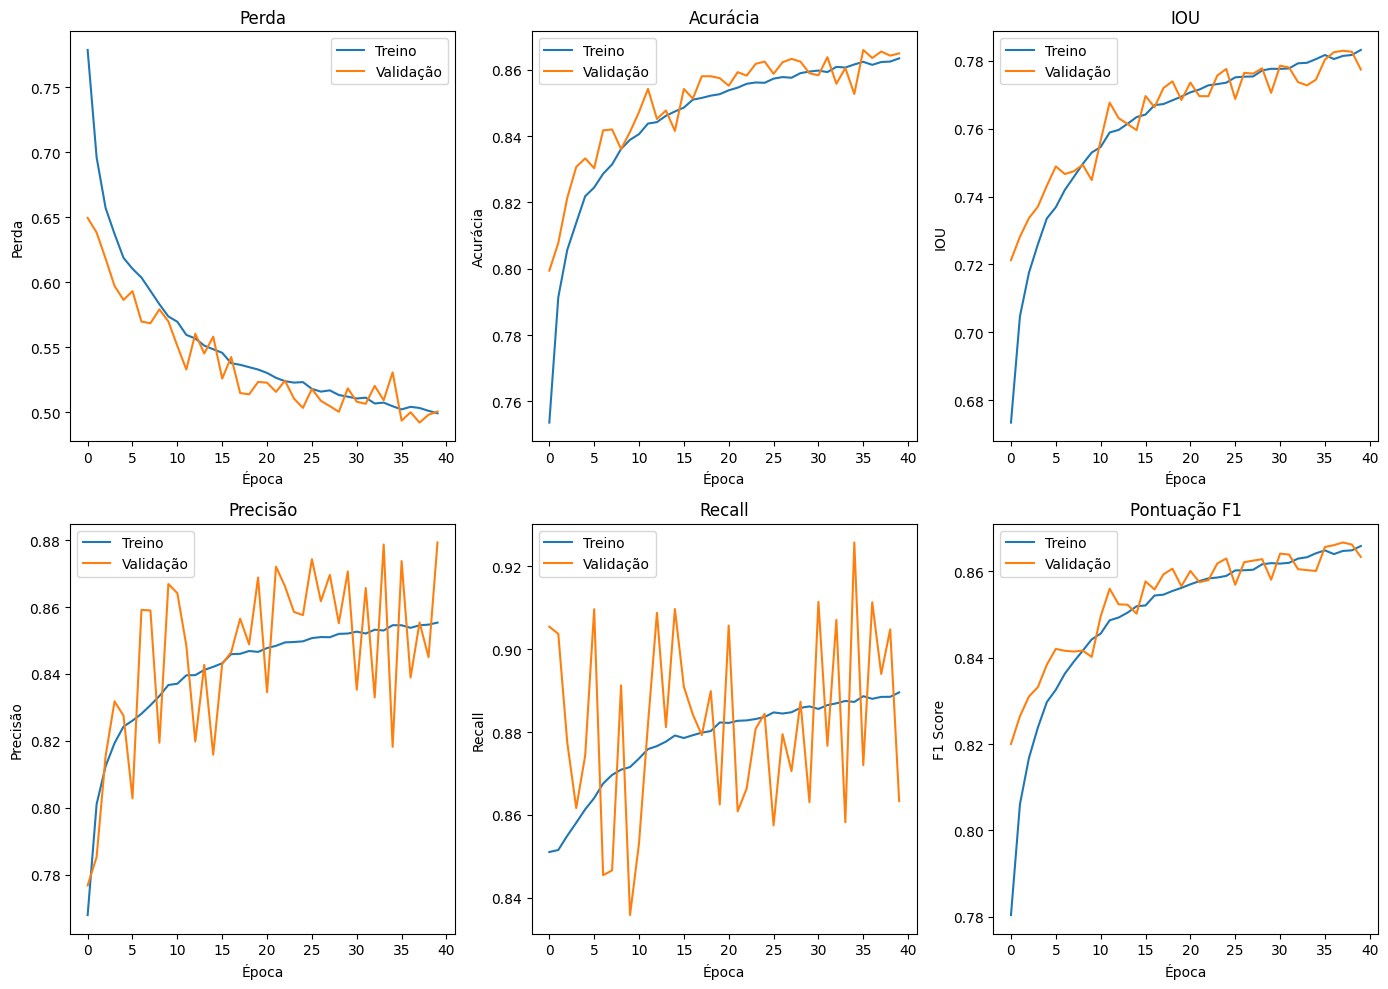 Perda
Treino
Validação
0.75
0.70
0.65
0.60
0.55
0.50
Perda
0 5 10 15 20 25 30 35 40
Época
Acurácia
Treino
Validação
0.86
0.84
0.82
0.80
0.78
0.76
Acurácia
0 5 10 15 20 25 30 35 40
Época
IOU
Treino
Validação
0.78
0.76
0.74
0.72
0.70
0.68
IOU
0 5 10 15 20 25 30 35 40
Época
Precisão
Treino
Validação
0.88
0.86
0.84
0.82
0.80
0.78
Precisão
0 5 10 15 20 25 30 35 40
Época
Recall
Treino
Validação
0.92
0.90
0.88
0.86
0.84
Recall
0 5 10 15 20 25 30 35 40
Época
Pontuação F1
Treino
Validação
0.86
0.84
0.82
0.80
0.78
F1 Score
0 5 10 15 20 25 30 35 40
Época